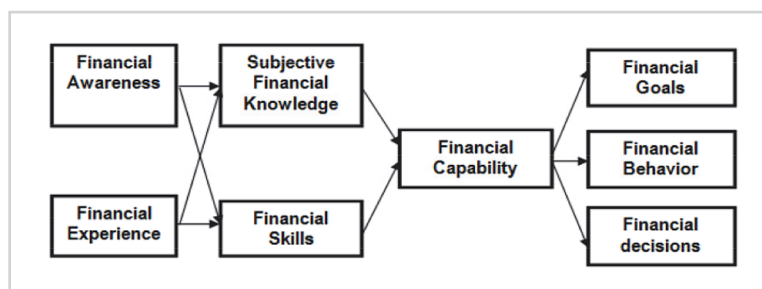 Financial
Awareness
Subjective
Financial
Knowledge
Financial
Goals
Financial
Capability
Financial
Behavior
Financial
Experience
Financial
Skills
Financial
decisions